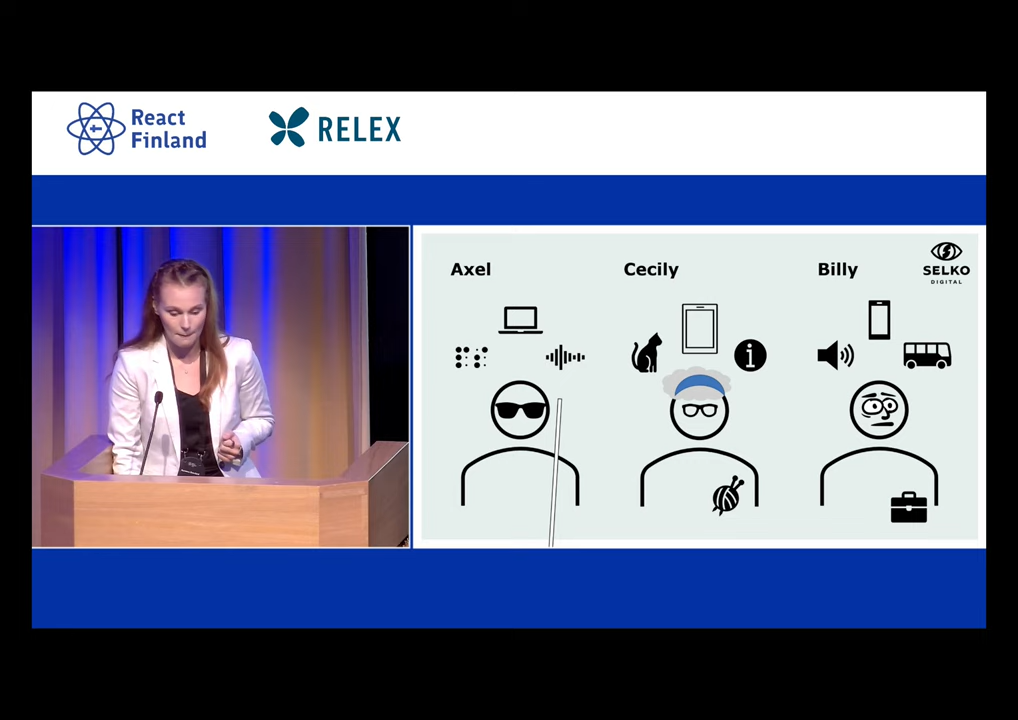 React
Finland
RELEX
Axel
Cecily
Billy
SELKO
DIGITAL